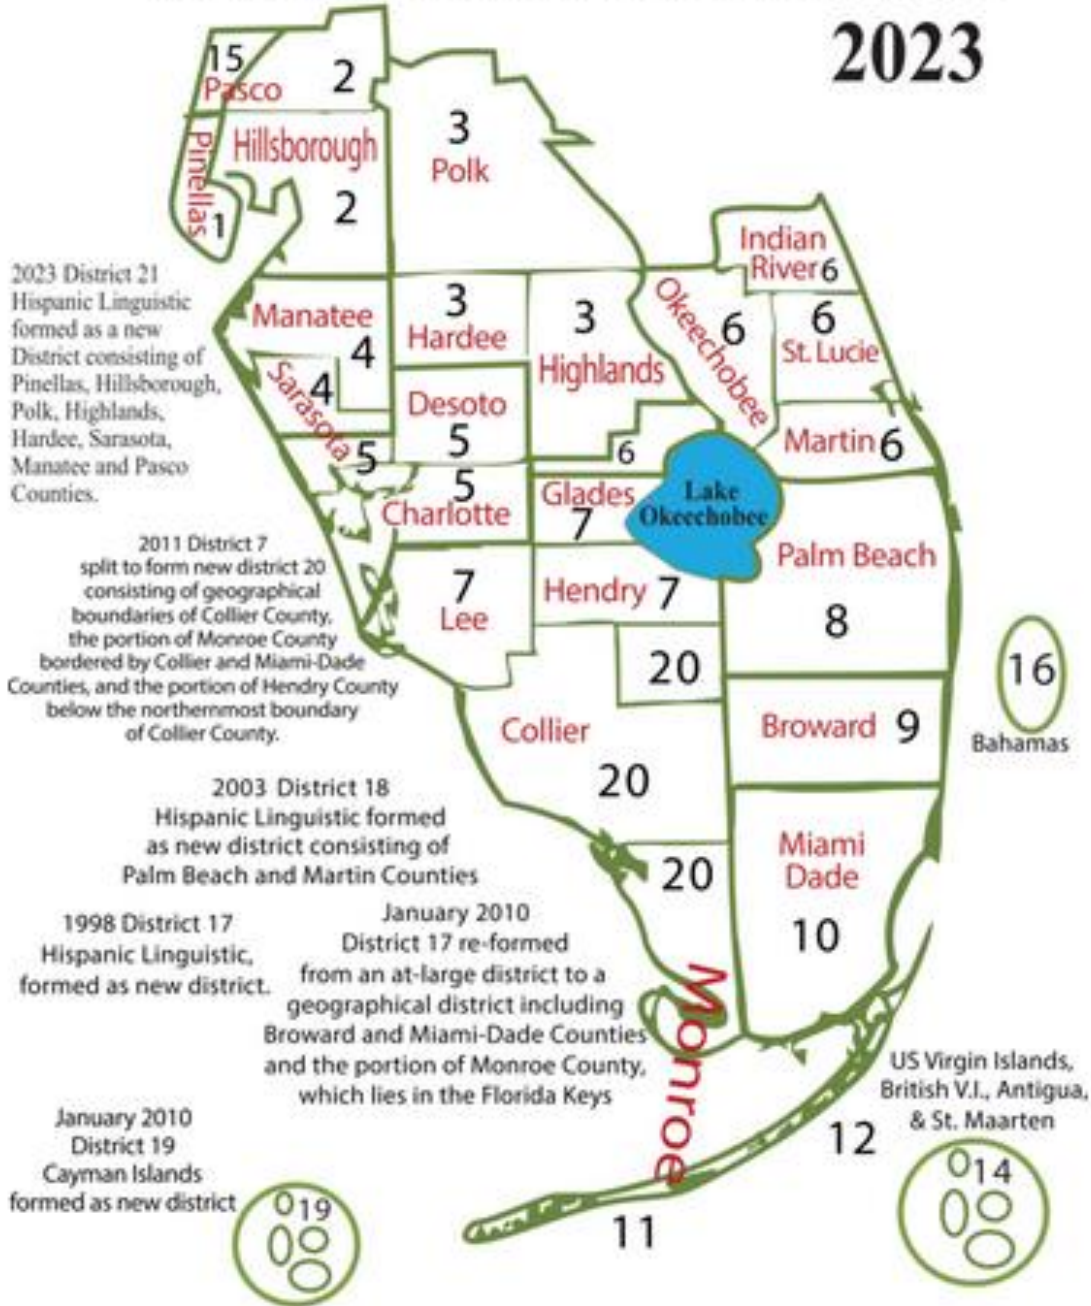 2023
15
Pasco
2
3
Polk
Pinellas
1
Hillsborough
2
Indian
River 6
2023 District 21
Hispanic Linguistic
formed as a new
District consisting of
Pinellas, Hillsborough,
Polk, Highlands,
Hardee, Sarasota,
Manatee and Pasco
Counties.
Manatee
4
3
Hardee
3
Highlands
Okeechobee
6
6
St. Lucie
Sarasota
4
5
Desoto
5
6
Martin 6
5
Charlotte
Glades
7
Lake
Okeechobee
Palm Beach
8
2011 District 7
split to form new district 20
consisting of geographical
boundaries of Collier County,
the portion of Monroe County
bordered by Collier and Miami-Dade
Counties, and the portion of Hendry County
below the northernmost boundary
of Collier County.
7
Lee
Hendry 7
20
16
Bahamas
Collier
20
Broward 9
2003 District 18
Hispanic Linguistic formed
as new district consisting of
Palm Beach and Martin Counties
20
Miami
Dade
10
1998 District 17
Hispanic Linguistic,
formed as new district.
January 2010
District 17 re-formed
from an at-large district to a
geographical district including
Broward and Miami-Dade Counties
and the portion of Monroe County,
which lies in the Florida Keys
Monroe
US Virgin Islands,
British V.I., Antigua,
& St. Maarten
14
12
January 2010
District 19
Cayman Islands
formed as new district
19
11